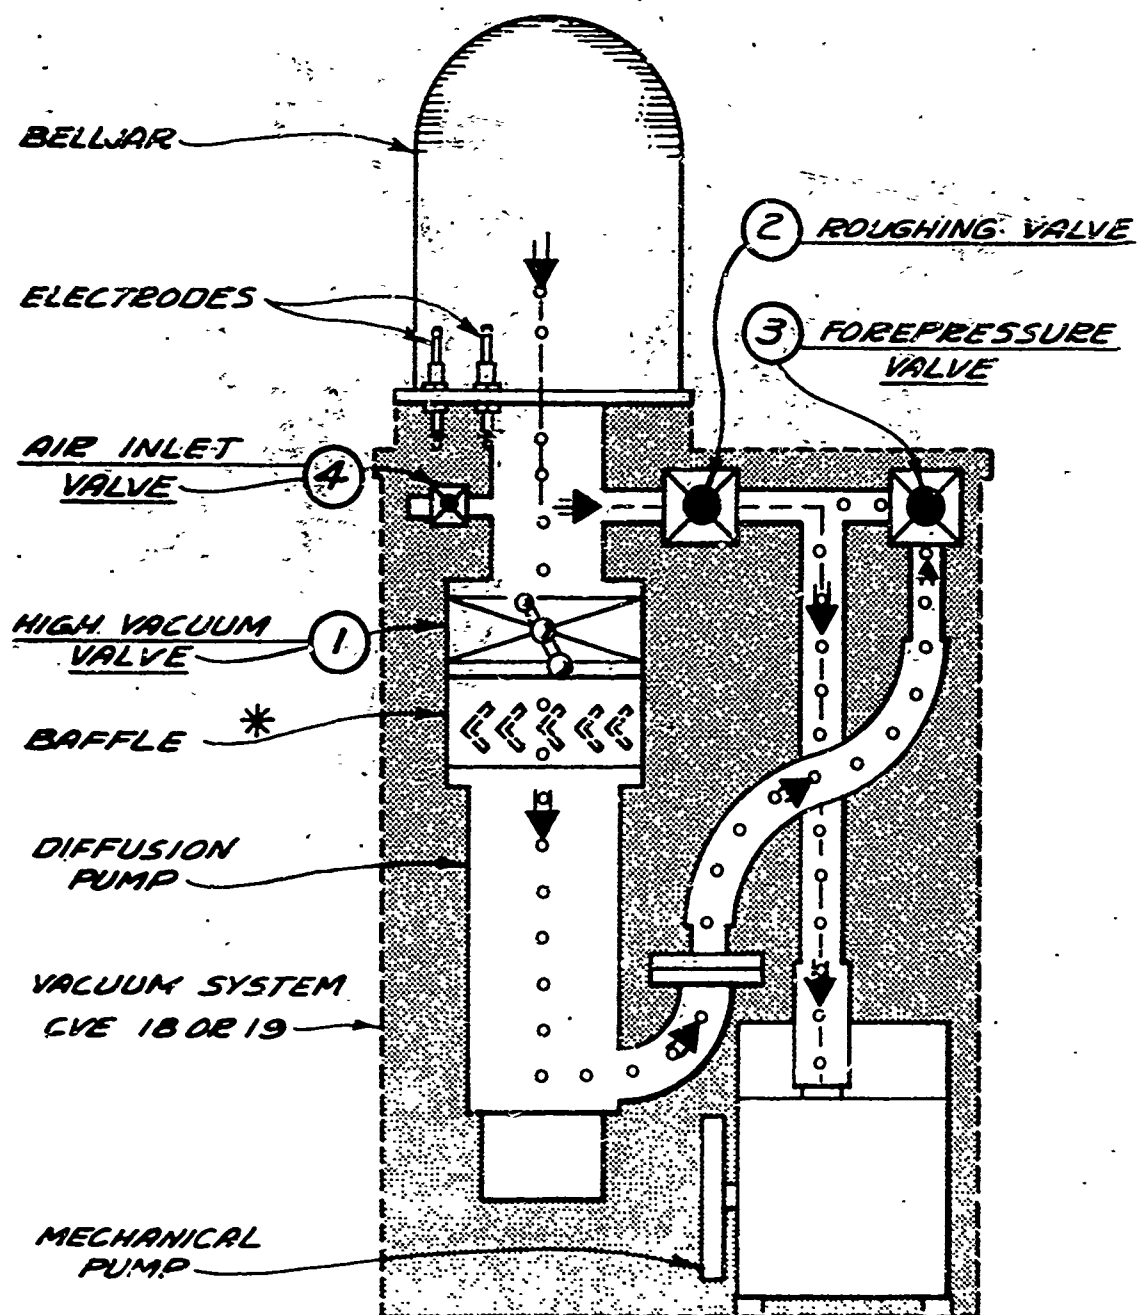 BELLJAR
ELECTRODES
2 ROUGHING VALVE
3 FOREPRESSURE
VALVE
AIR INLET
VALVE 4
HIGH VACUUM
VALVE 1
BAFFLE *
DIFFUSION
PUMP
VACUUM SYSTEM
CVE 18 OR 19
MECHANICAL
PUMP